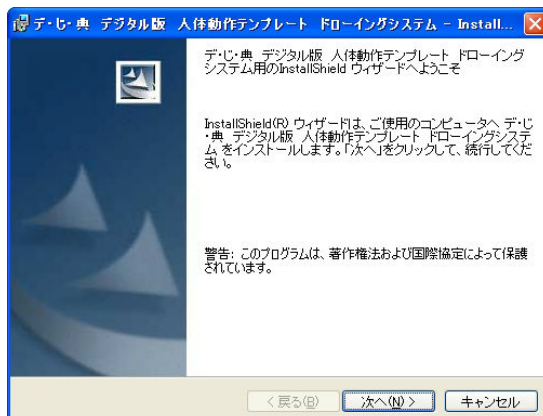 デ・じ・典 デジタル版 人体動作テンプレート ドローイングシステム - Install...
デ・じ・典 デジタル版 人体動作テンプレート ドローイング
システム用のInstallShield ウィザードへようこそ
InstallShield(R) ウィザードは、ご使用のコンピュータへ デ・じ
・典 デジタル版 人体動作テンプレート ドローイングシステ
ム をインストールします。「次へ」をクリックして、続行してくだ
さい。
警告: このプログラムは、著作権法および国際協定によって保護
されています。
< 戻る(B) 次へ(N) > キャンセル